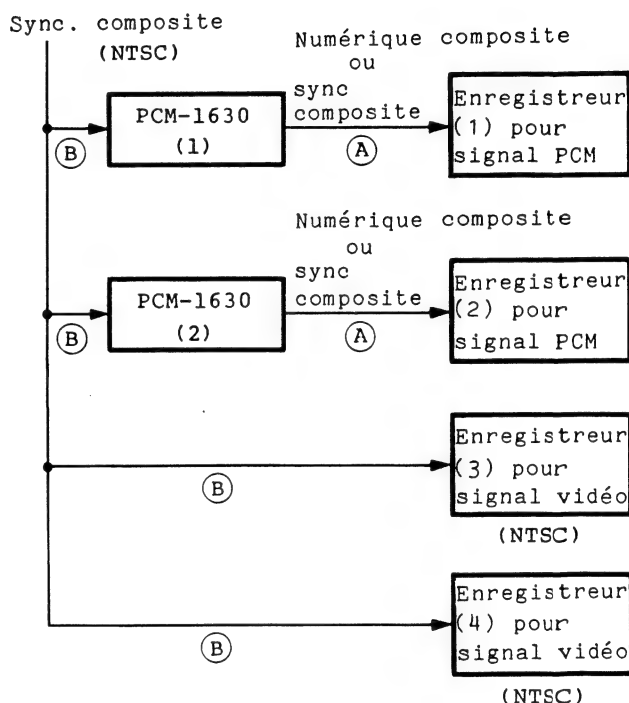 Sync. composite
(NTSC)
Numérique composite
ou
sync
composite
B
PCM-1630
(1)
A
Enregistreur
(1) pour
signal PCM
Numérique composite
ou
sync
composite
B
PCM-1630
(2)
A
Enregistreur
(2) pour
signal PCM
B
Enregistreur
(3) pour
signal vidéo
(NTSC)
B
Enregistreur
(4) pour
signal vidéo
(NTSC)